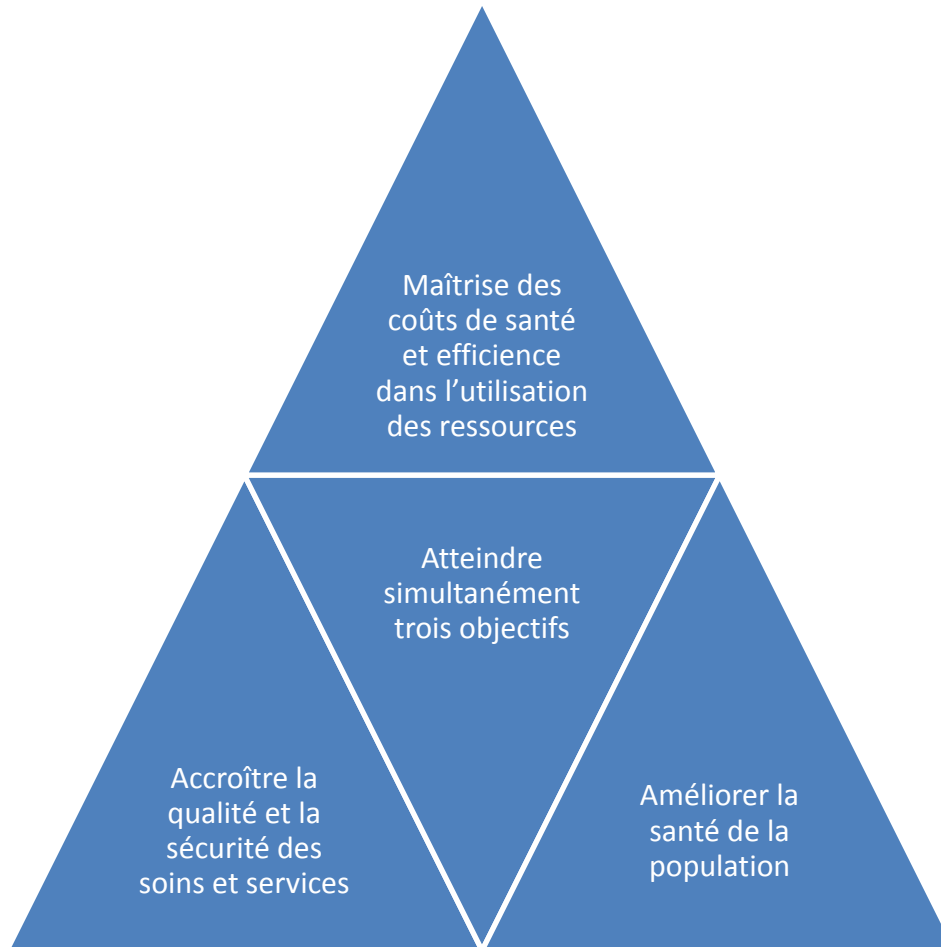 Maîtrise des
coûts de santé
et efficience
dans l’utilisation
des ressources
Atteindre
simultanément
trois objectifs
Accroître la
qualité et la
sécurité des
soins et services
Améliorer la
santé de la
population